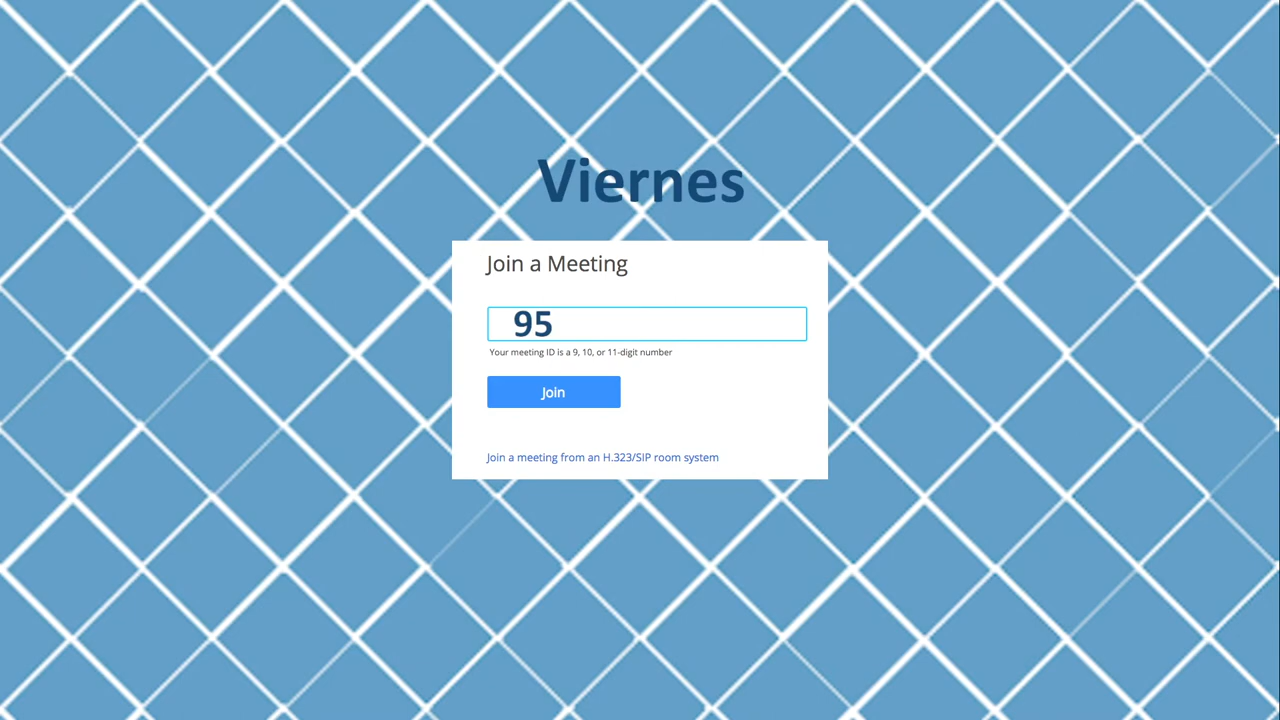 Viernes
Join a Meeting
95
Your meeting ID is a 9, 10, or 11-digit number
Join
Join a meeting from an H.323/SIP room system